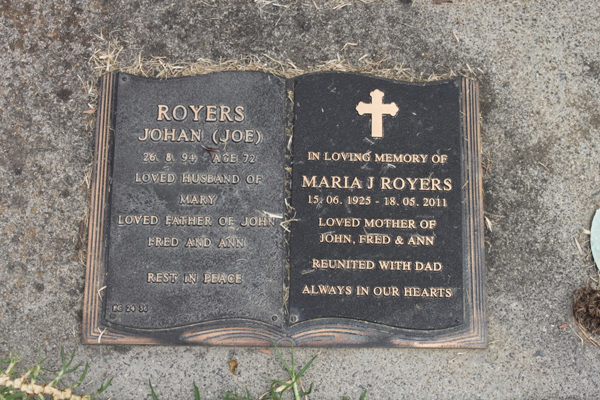 ROYERS
JOHAN (JOE)
26.8.94 AGE 72
LOVED HUSBAND OF
MARY
LOVED FATHER OF JOHN
FRED AND ANN
REST IN PEACE
IN LOVING MEMORY OF
MARIA J ROYERS
15. 06. 1925 - 18. 05. 2011
LOVED MOTHER OF
JOHN, FRED & ANN
REUNITED WITH DAD
ALWAYS IN OUR HEARTS